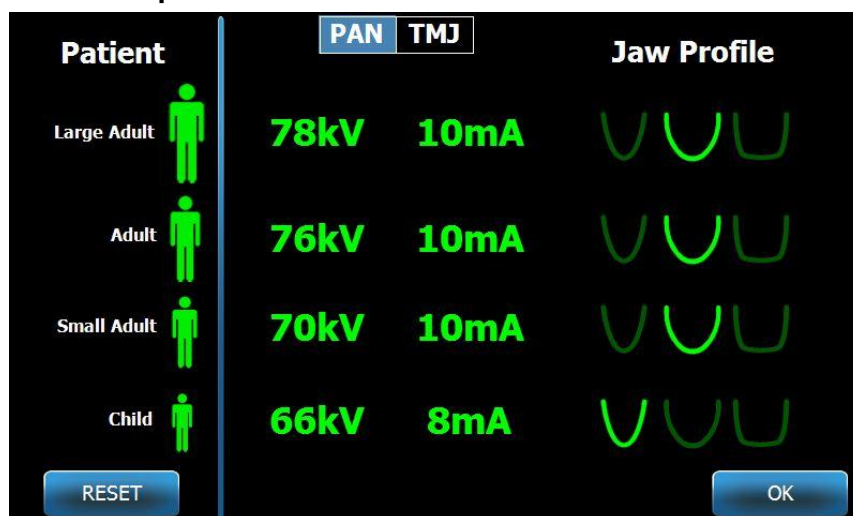 PAN TMJ
Patient Jaw Profile
Large Adult 78kV 10mA
Adult 76kV 10mA
Small Adult 70kV 10mA
Child 66kV 8mA
RESET OK